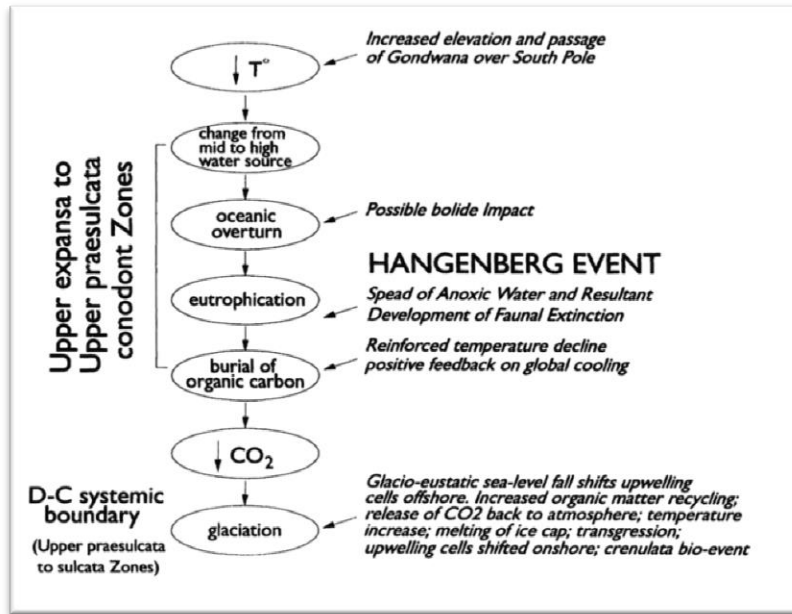 Increased elevation and passage
of Gondwana over South Pole
↓ T°
change from
mid to high
water source
Upper expansa to
Upper praesulcata
conodont Zones
oceanic
overturn
Possible bolide Impact
HANGENBERG EVENT
eutrophication
Spead of Anoxic Water and Resultant
Development of Faunal Extinction
burial of
organic carbon
Reinforced temperature decline
positive feedback on global cooling
↓ CO₂
D-C systemic
boundary
(Upper praesulcata
to sulcata Zones)
glaciation
Glacio-eustatic sea-level fall shifts upwelling
cells offshore. Increased organic matter recycling;
release of CO2 back to atmosphere; temperature
increase; melting of ice cap; transgression;
upwelling cells shifted onshore; crenulata bio-event